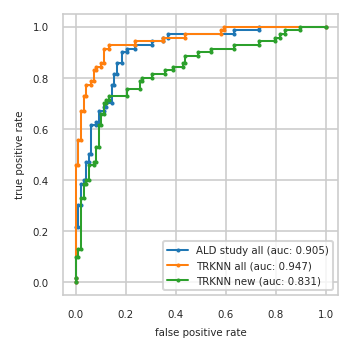 1.0
0.8
0.6
0.4
0.2
0.0
true positive rate
ALD study all (auc: 0.905)
TRKNN all (auc: 0.947)
TRKNN new (auc: 0.831)
0.0 0.2 0.4 0.6 0.8 1.0
false positive rate